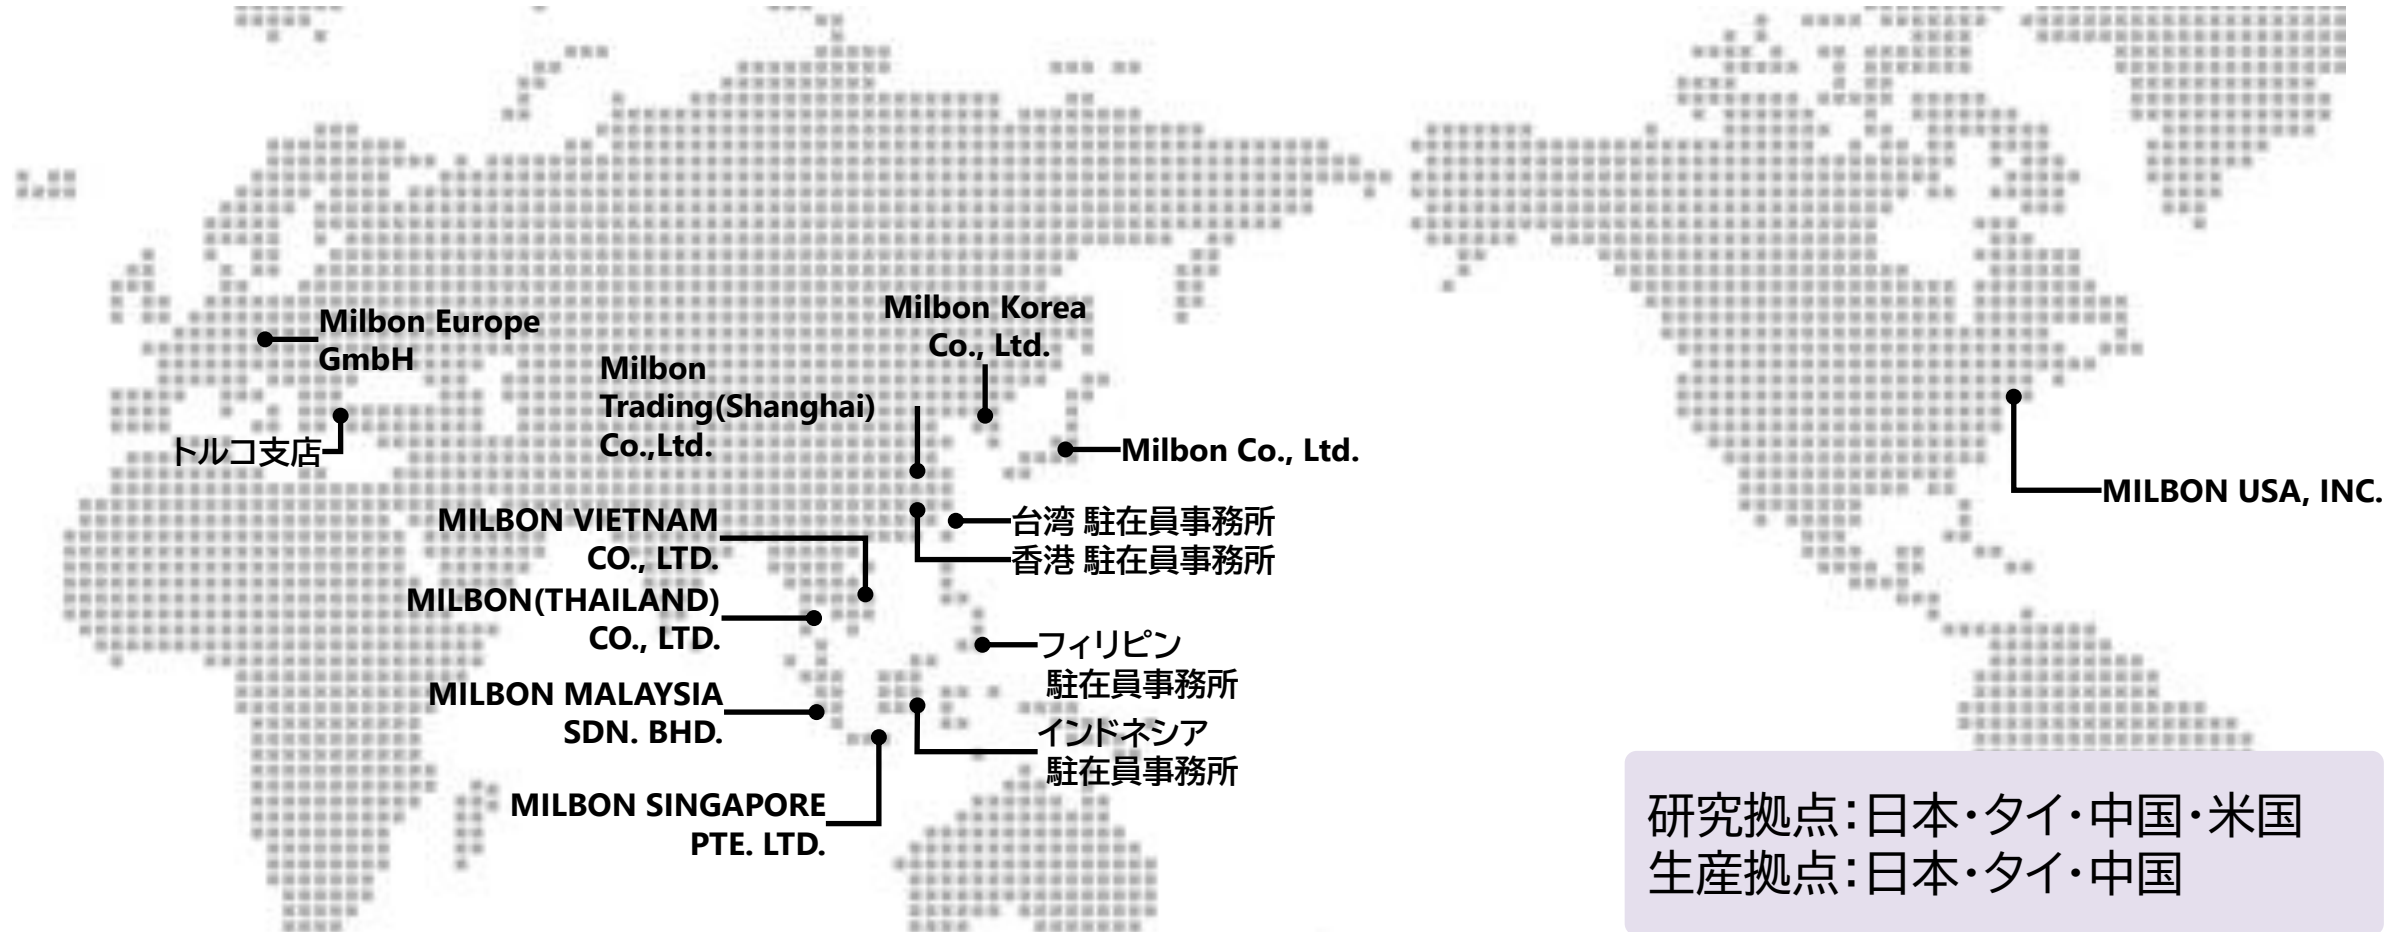 Milbon Europe
GmbH
トルコ支店
Milbon
Trading(Shanghai)
Co.,Ltd.
Milbon Korea
Co., Ltd.
Milbon Co., Ltd.
MILBON USA, INC.
台湾 駐在員事務所
香港 駐在員事務所
MILBON VIETNAM
CO., LTD.
MILBON(THAILAND)
CO., LTD.
フィリピン
駐在員事務所
MILBON MALAYSIA
SDN. BHD.
インドネシア
駐在員事務所
MILBON SINGAPORE
PTE. LTD.
研究拠点：日本・タイ・中国・米国
生産拠点：日本・タイ・中国